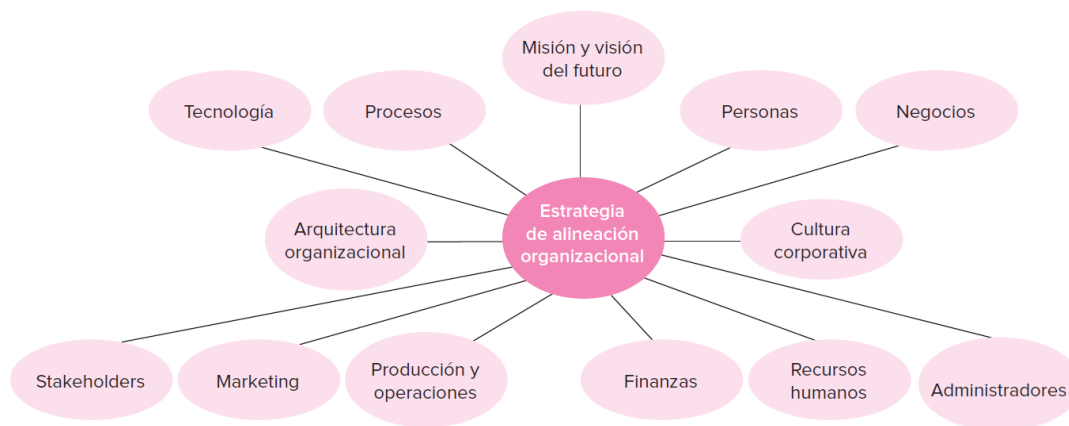 Misión y visión
del futuro
Tecnología
Procesos
Personas
Negocios
Estrategia
de alineación
organizacional
Arquitectura
organizacional
Cultura
corporativa
Stakeholders
Marketing
Producción y
operaciones
Finanzas
Recursos
humanos
Administradores